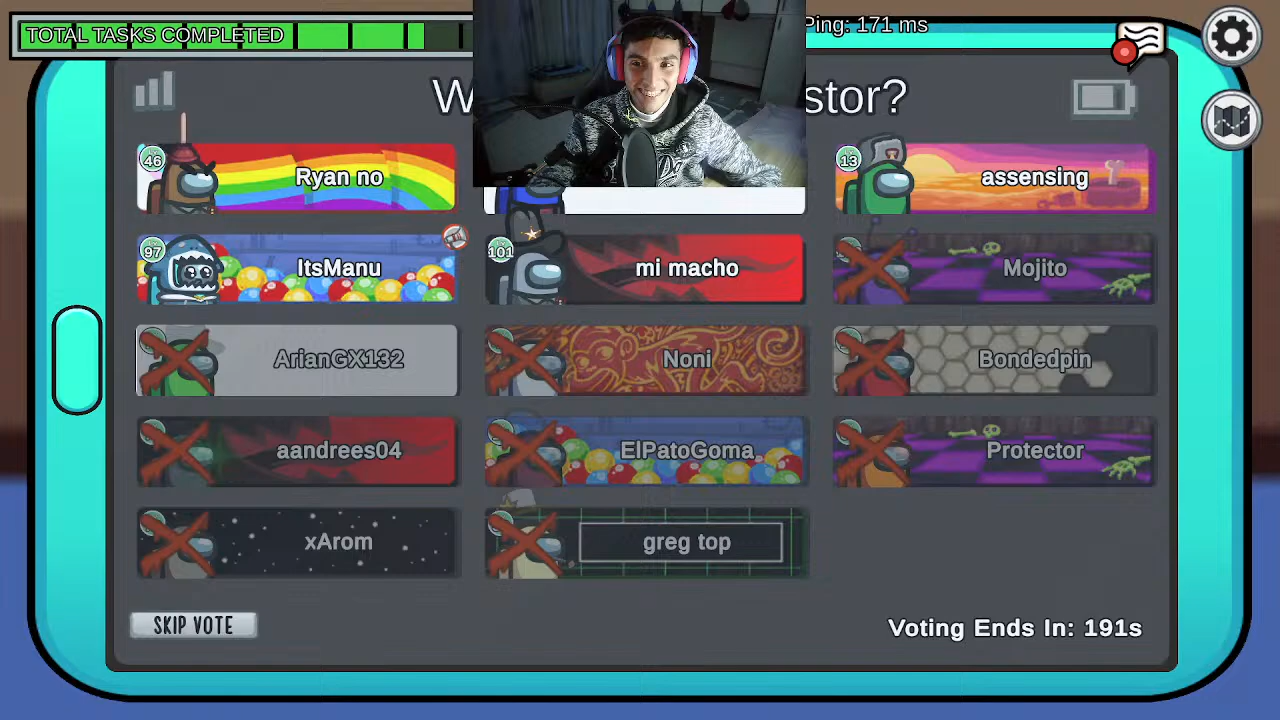 TOTAL TASKS COMPLETED
Ping: 171 ms
W stor?
46
Ryan no
13
assensing
97
ItsManu
101
mi macho
Mojito
ArianGX132
Noni
Bondedpin
aandrees04
ElPatoGoma
Protector
xArom
greg top
SKIP VOTE
Voting Ends In: 191s